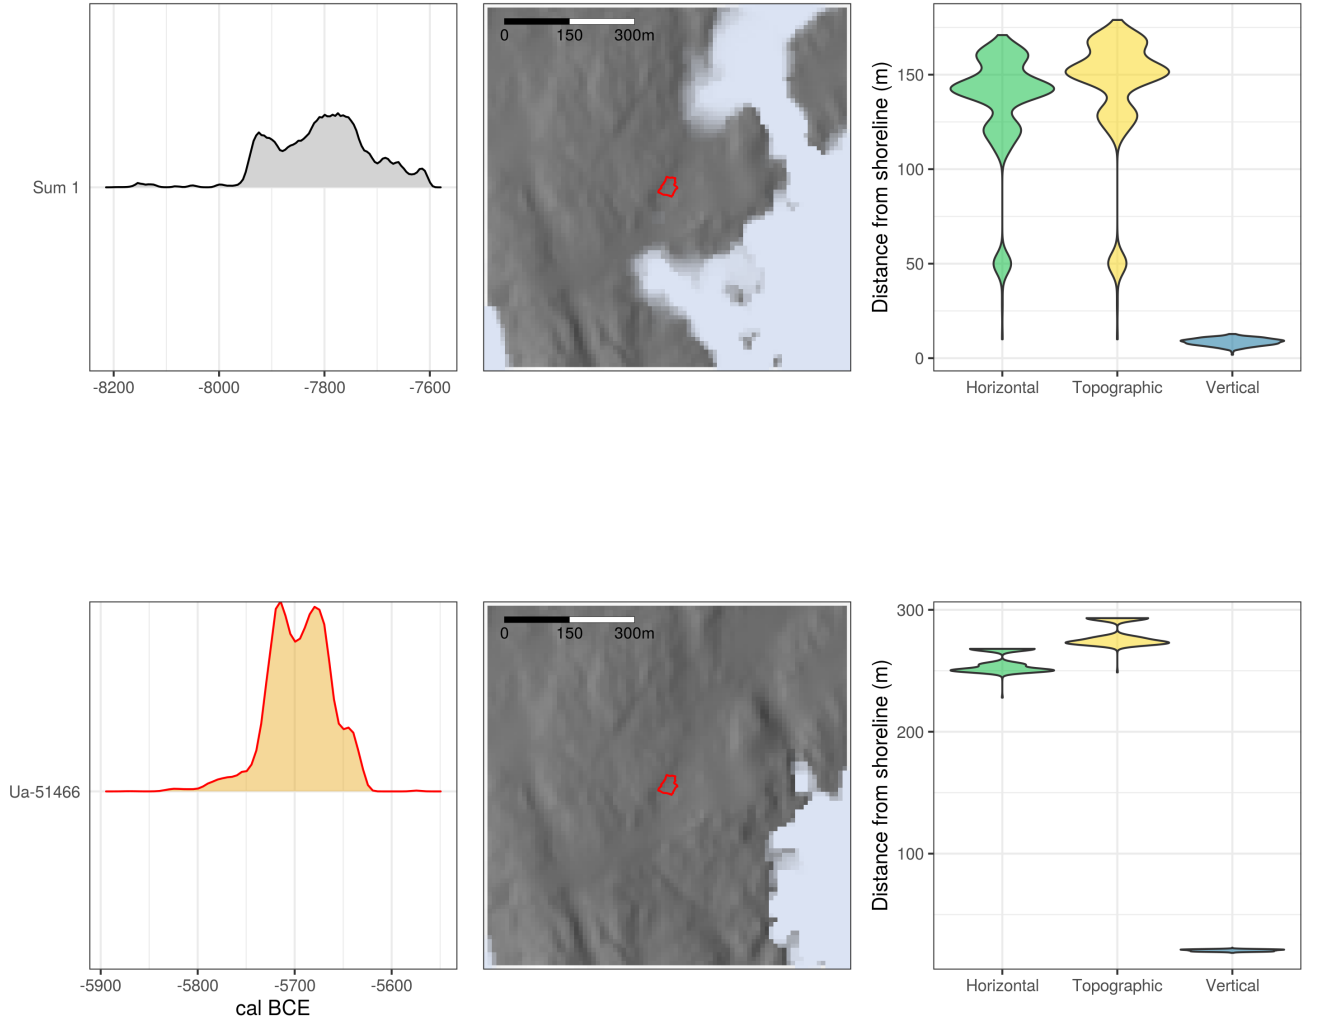 Sum 1
-8200 -8000 -7800 -7600
0 150 300m
Distance from shoreline (m)
150
100
50
0
Horizontal Topographic Vertical
Ua-51466
-5900 -5800 -5700 -5600
cal BCE
0 150 300m
Distance from shoreline (m)
300
200
100
Horizontal Topographic Vertical